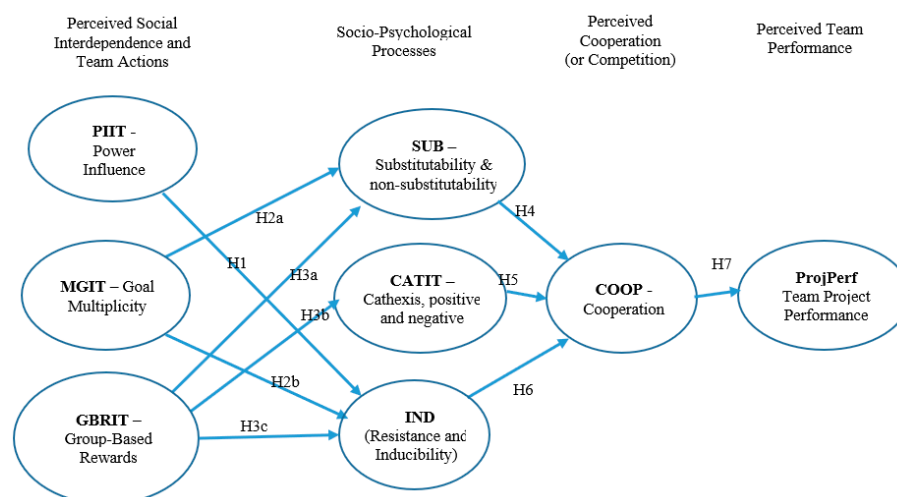 Perceived Social
Interdependence and
Team Actions
Socio-Psychological
Processes
Perceived
Cooperation
(or Competition)
Perceived Team
Performance
PIIT -
Power
Influence
SUB –
Substitutability &
non-substitutability
H2a
H4
H1
H3a
MGIT – Goal
Multiplicity
CATIT –
Cathexis, positive
and negative
H5
H3b
COOP -
Cooperation
H7
ProjPerf
Team Project
Performance
H2b
H6
GBRIT –
Group-Based
Rewards
H3c
IND
(Resistance and
Inducibility)